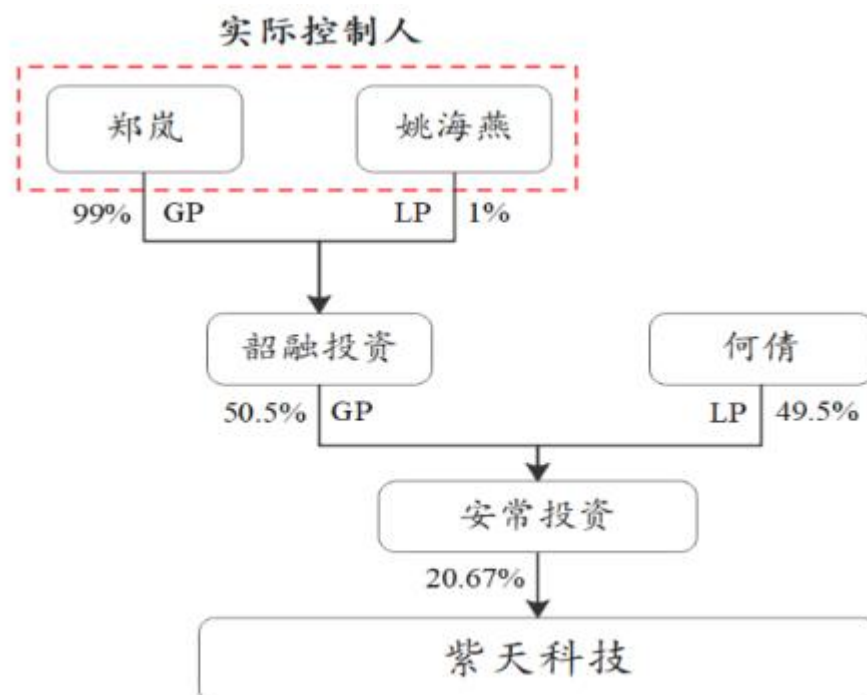 实际控制人
郑岚 姚海燕
99% GP LP 1%
韶融投资 何倩
50.5% GP LP 49.5%
安常投资
20.67%
紫天科技